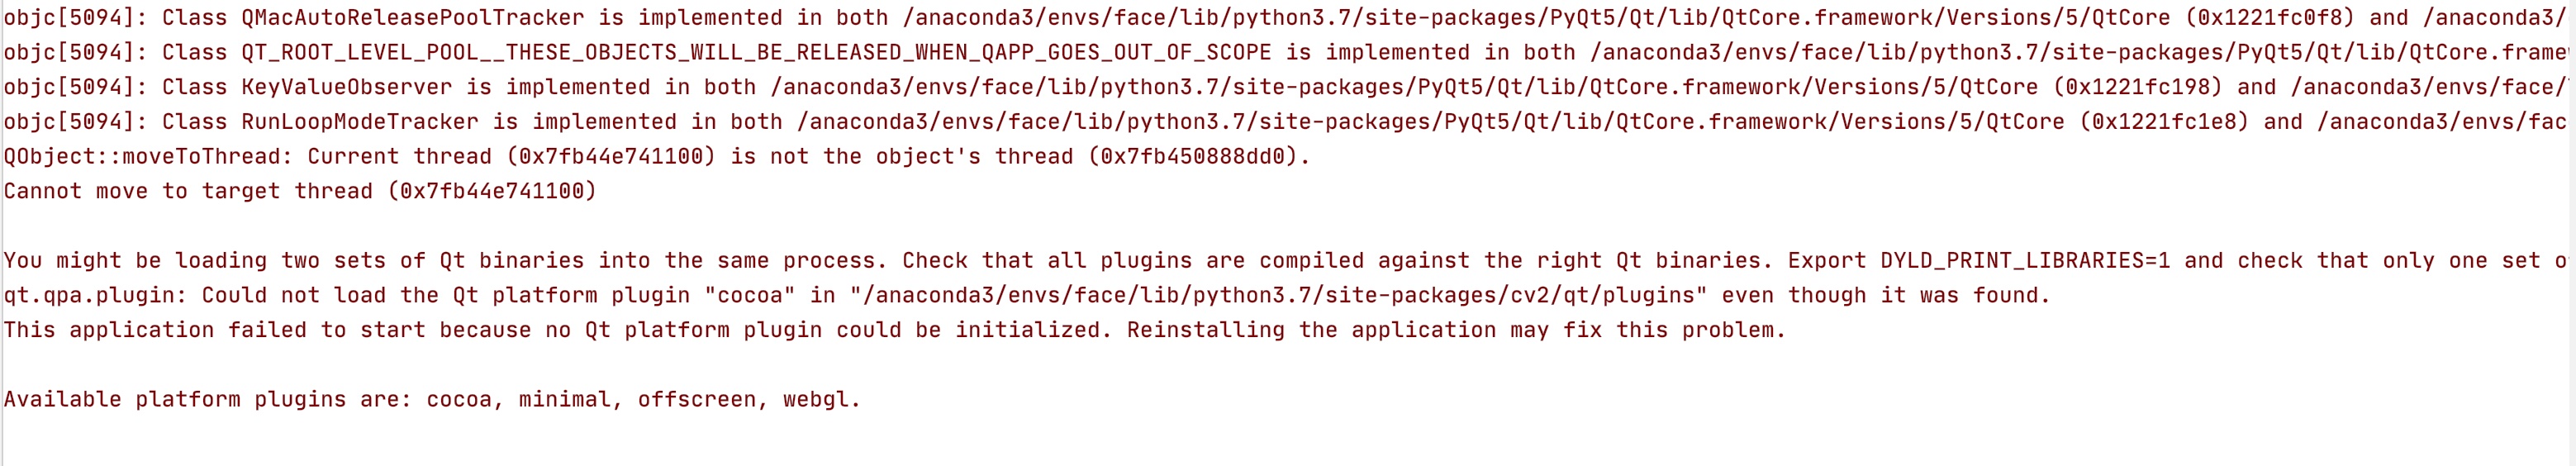 objc[5094]: Class QMacAutoReleasePoolTracker is implemented in both /anaconda3/envs/face/lib/python3.7/site-packages/PyQt5/Qt/lib/QtCore.framework/Versions/5/QtCore (0x1221fc0f8) and /anaconda3/
objc[5094]: Class QT_ROOT_LEVEL_POOL__THESE_OBJECTS_WILL_BE_RELEASED_WHEN_QAPP_GOES_OUT_OF_SCOPE is implemented in both /anaconda3/envs/face/lib/python3.7/site-packages/PyQt5/Qt/lib/QtCore.frame
objc[5094]: Class KeyValueObserver is implemented in both /anaconda3/envs/face/lib/python3.7/site-packages/PyQt5/Qt/lib/QtCore.framework/Versions/5/QtCore (0x1221fc198) and /anaconda3/envs/face/
objc[5094]: Class RunLoopModeTracker is implemented in both /anaconda3/envs/face/lib/python3.7/site-packages/PyQt5/Qt/lib/QtCore.framework/Versions/5/QtCore (0x1221fc1e8) and /anaconda3/envs/fac
QObject::moveToThread: Current thread (0x7fb44e741100) is not the object's thread (0x7fb450888dd0).
Cannot move to target thread (0x7fb44e741100)
You might be loading two sets of Qt binaries into the same process. Check that all plugins are compiled against the right Qt binaries. Export DYLD_PRINT_LIBRARIES=1 and check that only one set o
qt.qpa.plugin: Could not load the Qt platform plugin "cocoa" in "/anaconda3/envs/face/lib/python3.7/site-packages/cv2/qt/plugins" even though it was found.
This application failed to start because no Qt platform plugin could be initialized. Reinstalling the application may fix this problem.
Available platform plugins are: cocoa, minimal, offscreen, webgl.